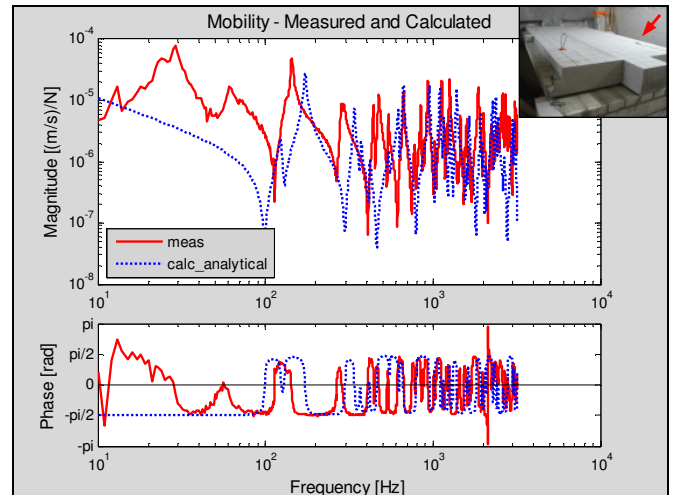 Mobility - Measured and Calculated
10^-4
10^-5
10^-6
10^-7
10^-8
Magnitude [(m/s)/N]
meas
calc_analytical
10^1
10^2
10^3
10^4
pi
pi/2
0
-pi/2
-pi
Phase [rad]
10^1
10^2
10^3
10^4
Frequency [Hz]